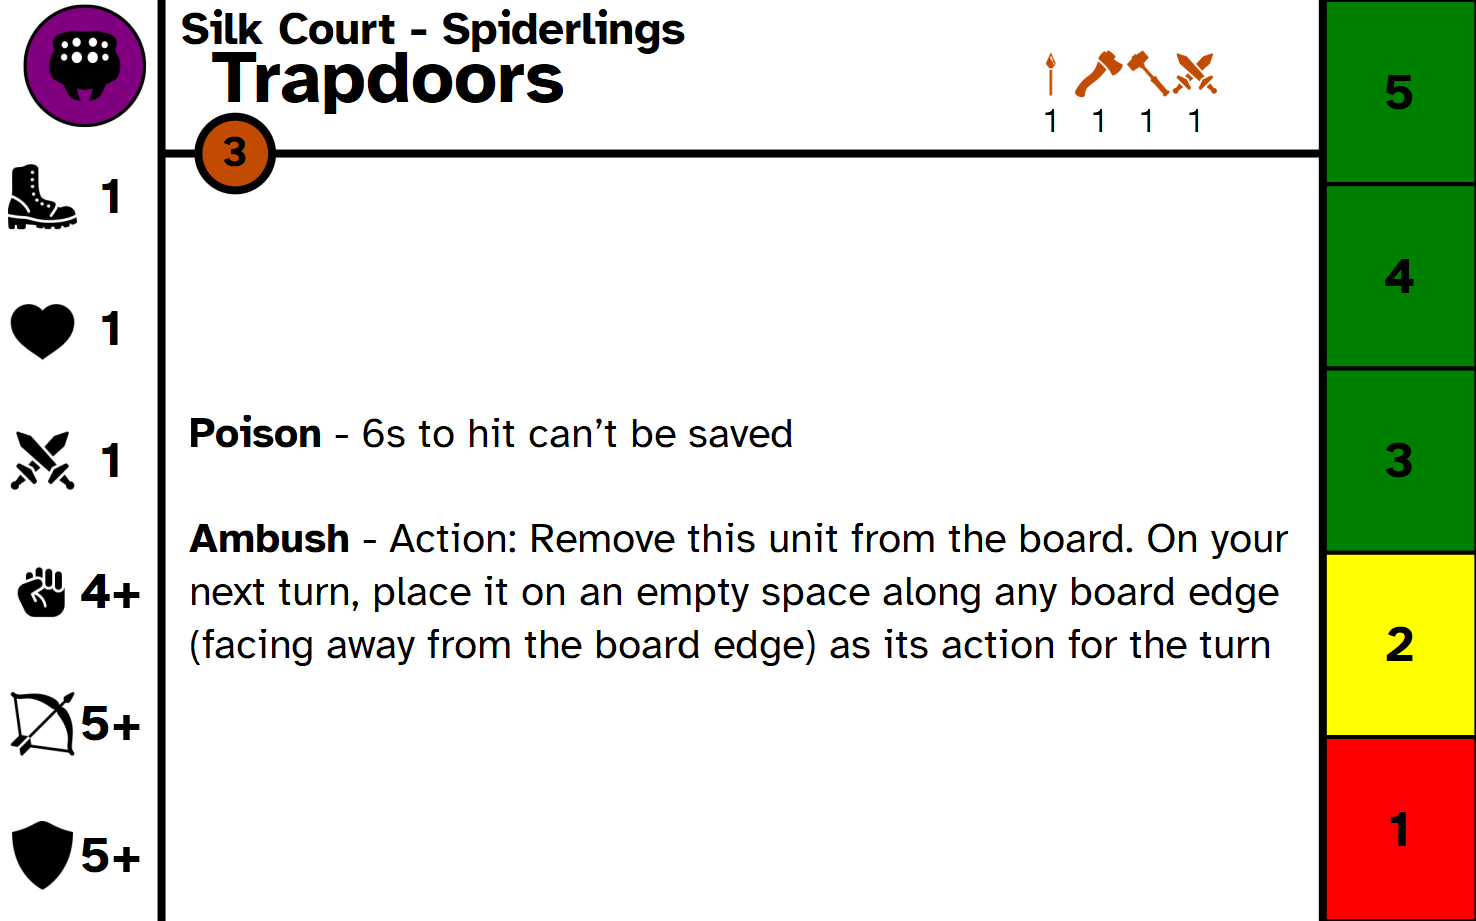 Silk Court - Spiderlings
Trapdoors
1 1 1 1
3
1
1
1
4+
5+
5+
Poison - 6s to hit can’t be saved
Ambush - Action: Remove this unit from the board. On your
next turn, place it on an empty space along any board edge
(facing away from the board edge) as its action for the turn
5
4
3
2
1